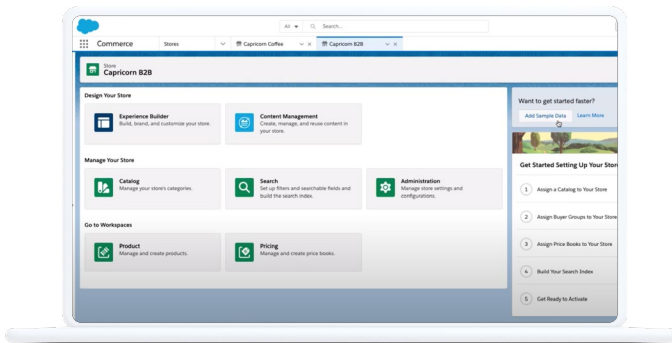 All
Search...
Commerce
Stores
Capricorn Coffee
Capricorn B2B
Store
Capricorn B2B
Design Your Store
Experience Builder
Build, brand, and customize your store.
Content Management
Create, manage, and reuse content in
your store.
Manage Your Store
Catalog
Manage your store's categories.
Search
Set up filters and searchable fields and
build the search index.
Administration
Manage store settings and
configurations.
Go to Workspaces
Product
Manage and create products.
Pricing
Manage and create price books.
Want to get started faster?
Add Sample Data
Learn More
Get Started Setting Up Your Stor
1
Assign a Catalog to Your Store
2
Assign Buyer Groups to Your Store
3
Assign Price Books to Your Store
4
Build Your Search Index
5
Get Ready to Activate